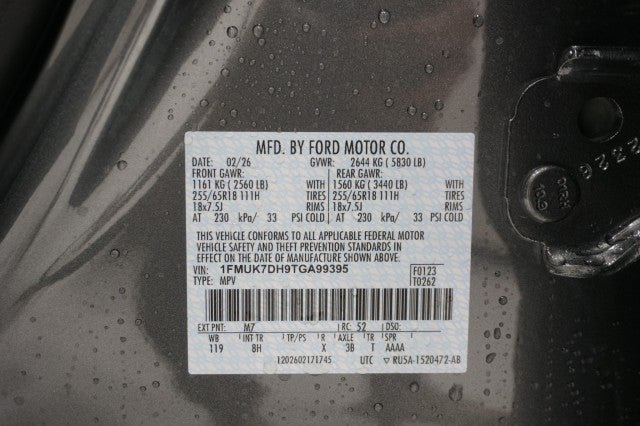 MFD. BY FORD MOTOR CO.
DATE: 02/26 GVWR: 2644 KG ( 5830 LB)
FRONT GAWR: REAR GAWR:
1161 KG ( 2560 LB) WITH 1560 KG ( 3440 LB) WITH
255/65R18 111H TIRES 255/65R18 111H TIRES
18x7.5J RIMS 18x7.5J RIMS
AT 230 kPa/ 33 PSI COLD AT 230 kPa/ 33 PSI COLD
THIS VEHICLE CONFORMS TO ALL APPLICABLE FEDERAL MOTOR
VEHICLE SAFETY AND THEFT PREVENTION STANDARDS IN
EFFECT ON THE DATE OF MANUFACTURE SHOWN ABOVE.
VIN: 1FMUK7DH9TGA99395 F0123
TYPE: MPV T0262
EXT PNT: M7 RC: 52 DSO:
WB INT TR TP/PS R AXLE TR SPR
119 8H X 3B T AAAA
1202602171745 UTC ▽ RU5A-1520472-AB